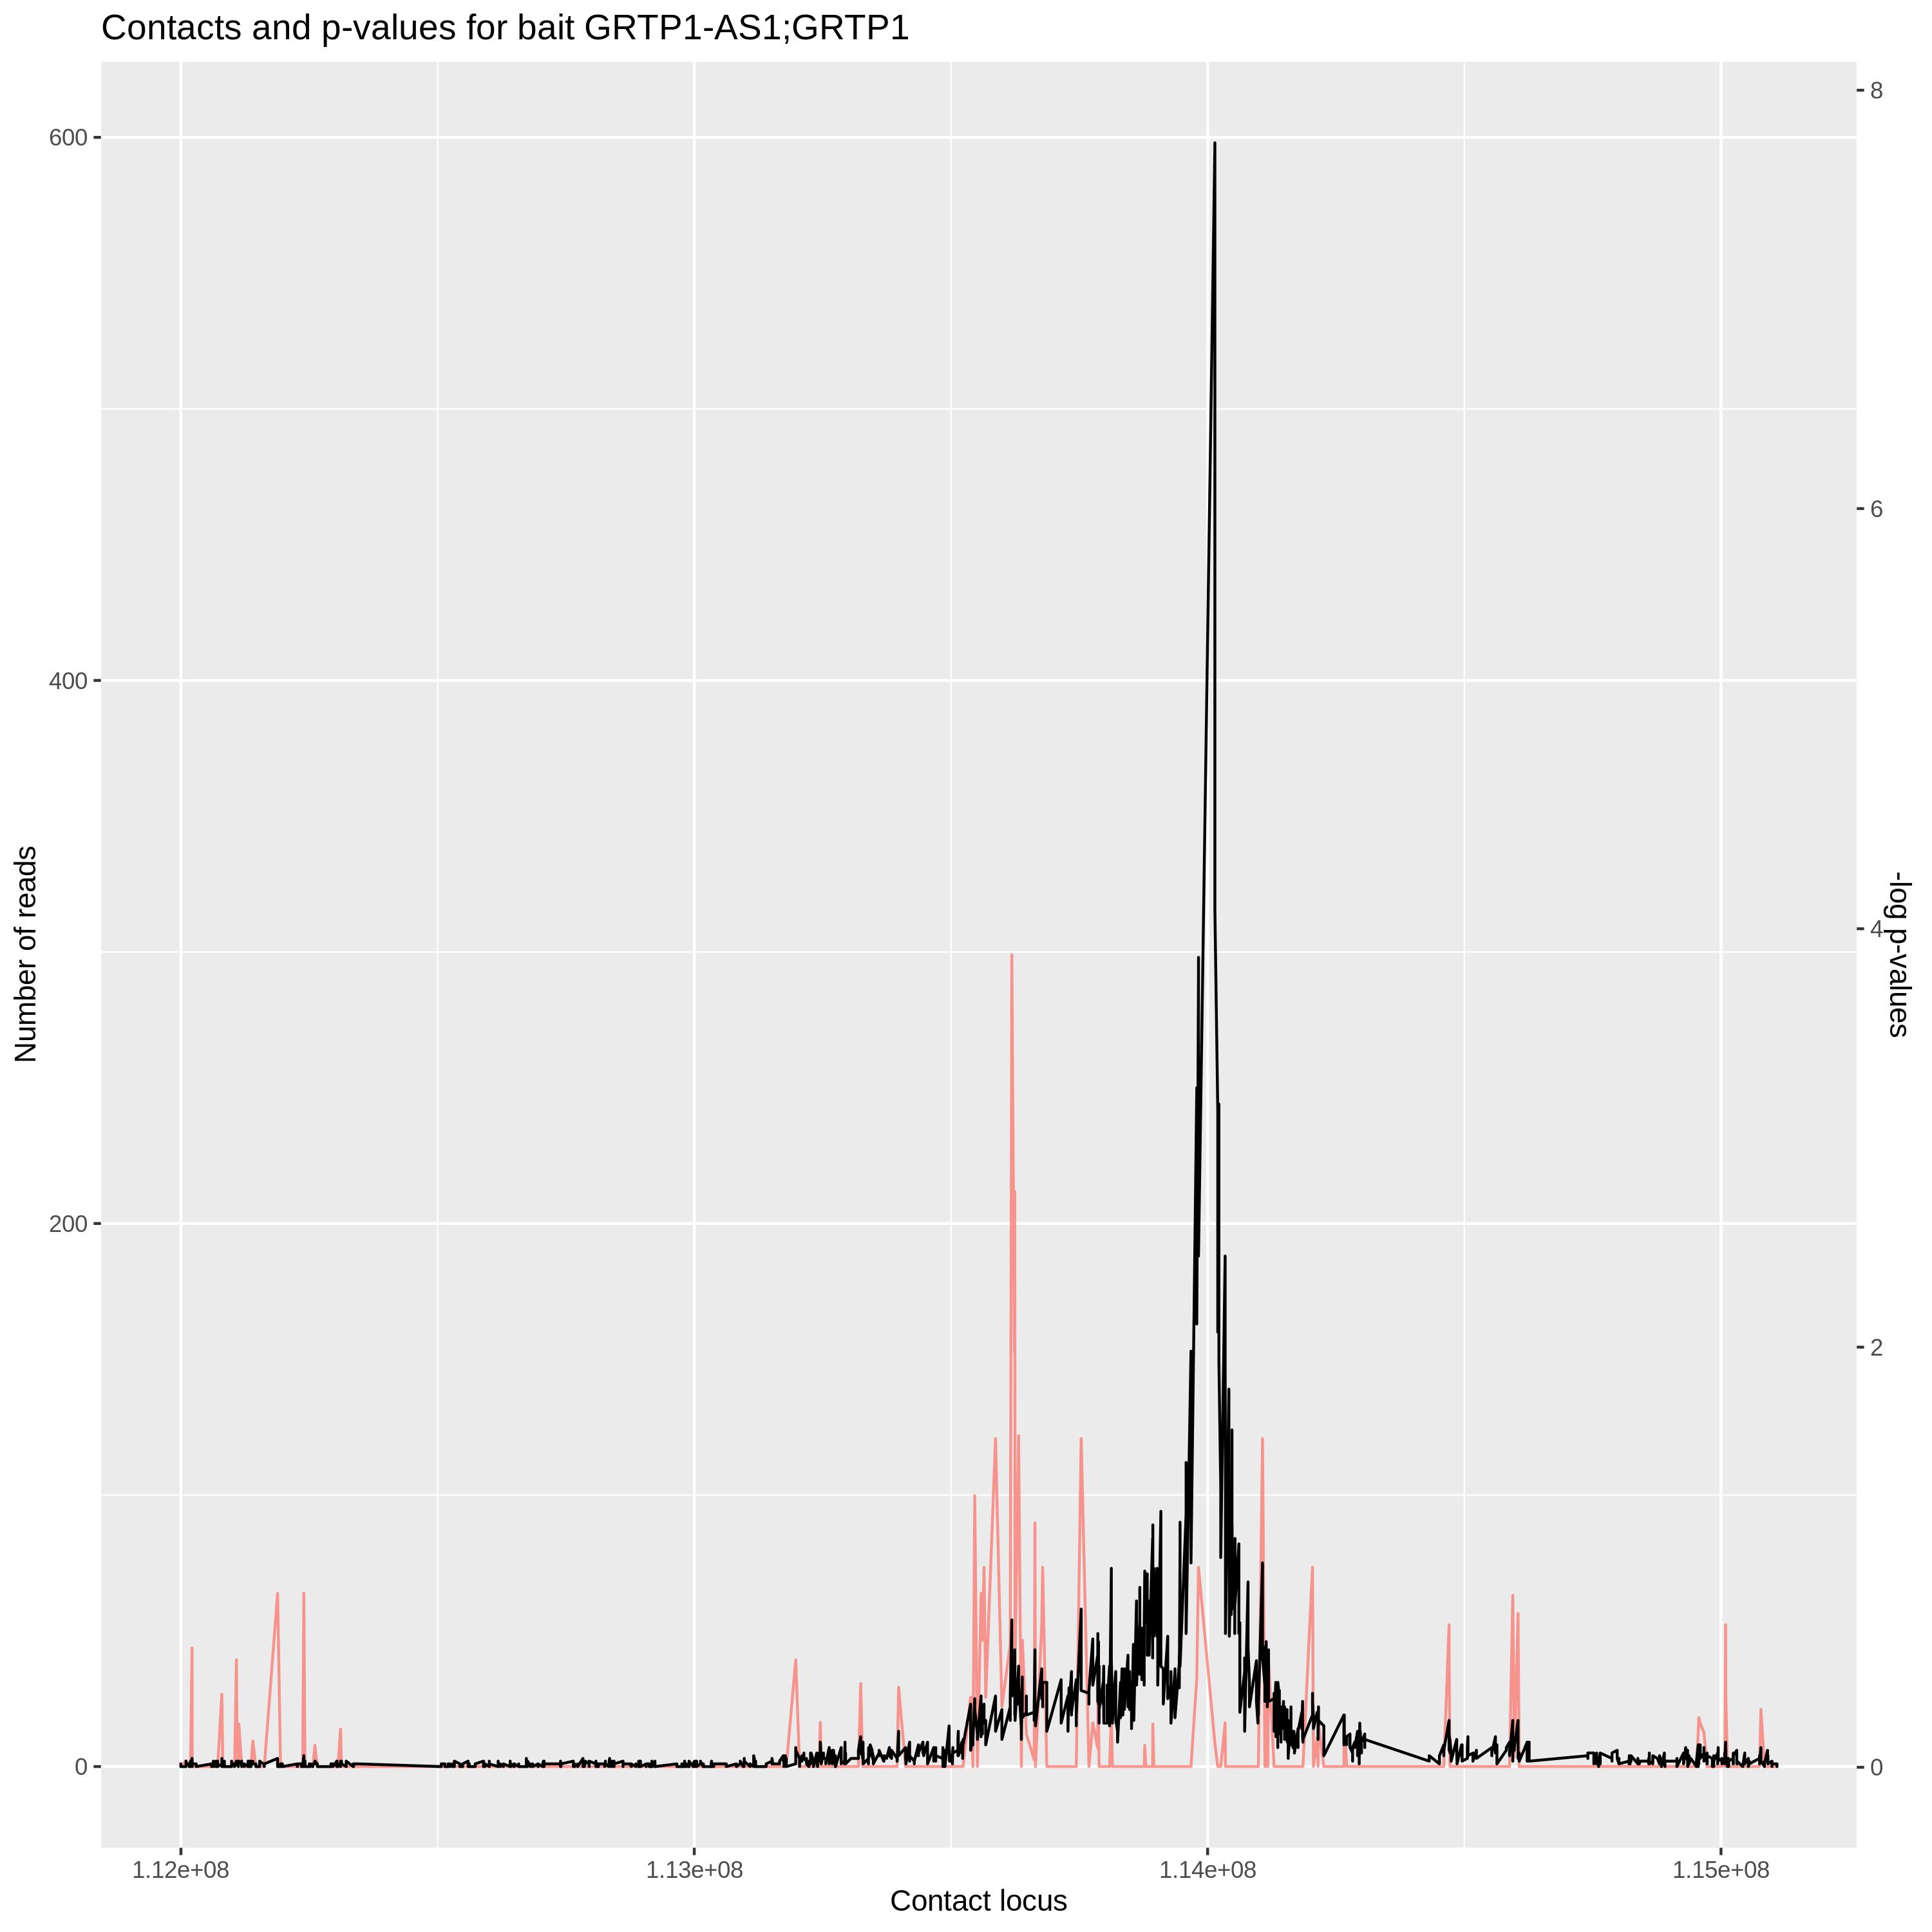 Contacts and p-values for bait GRTP1-AS1;GRTP1
Number of reads
600
400
200
0
8
6
4
2
0
-log p-values
1.12e+08
1.13e+08
1.14e+08
1.15e+08
Contact locus